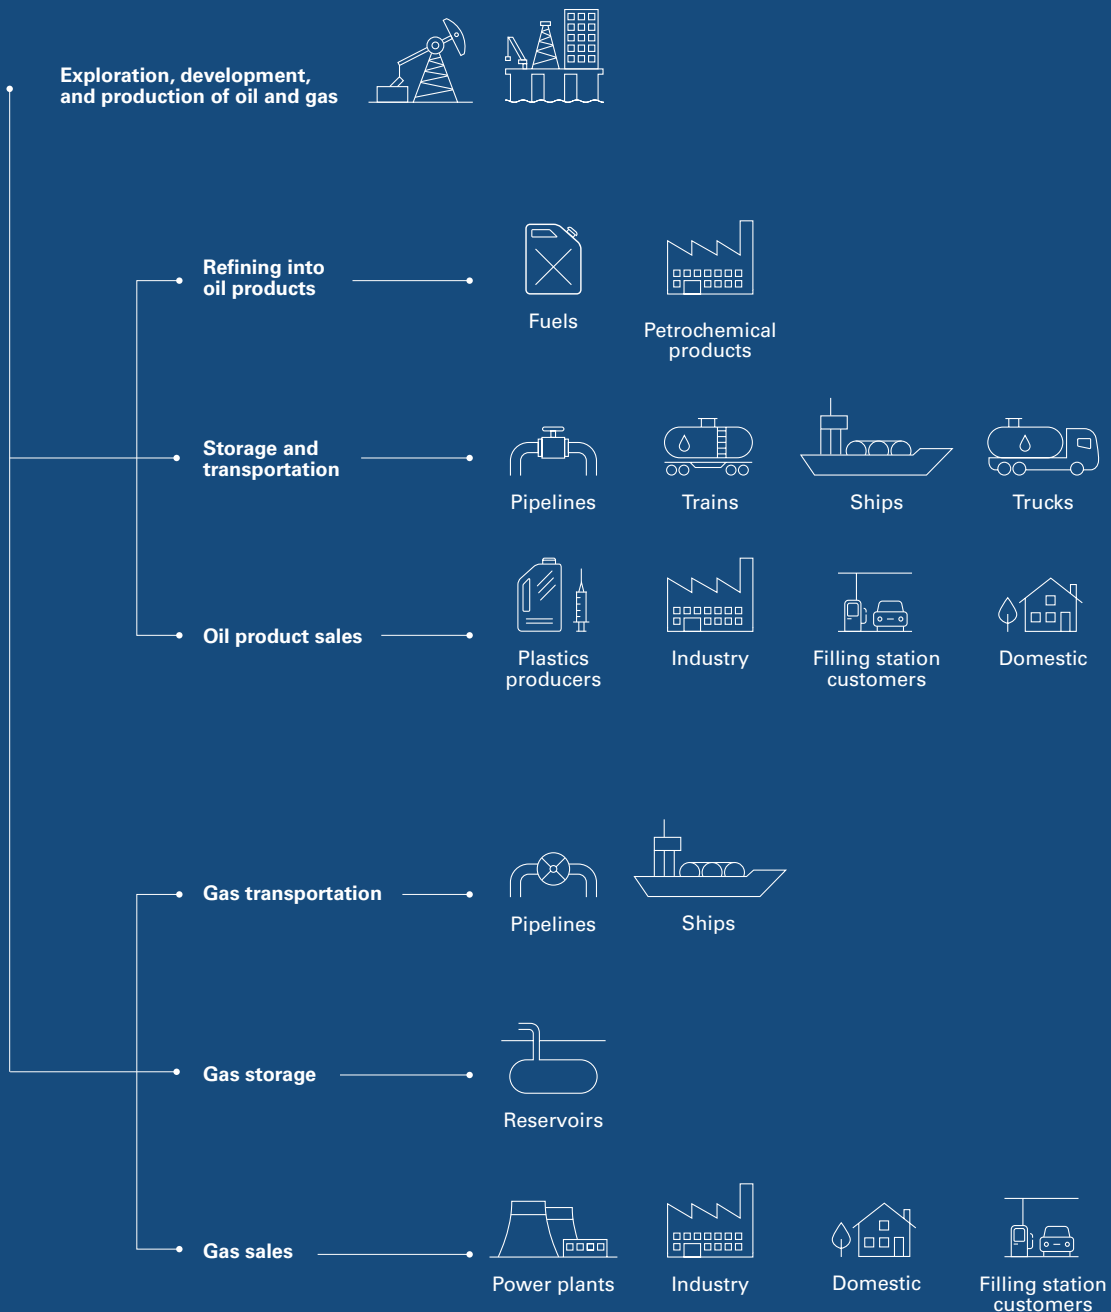 Exploration, development,
and production of oil and gas
Refining into
oil products
Fuels
Petrochemical
products
Storage and
transportation
Pipelines
Trains
Ships
Trucks
Oil product sales
Plastics
producers
Industry
Filling station
customers
Domestic
Gas transportation
Pipelines
Ships
Gas storage
Reservoirs
Gas sales
Power plants
Industry
Domestic
Filling station
customers